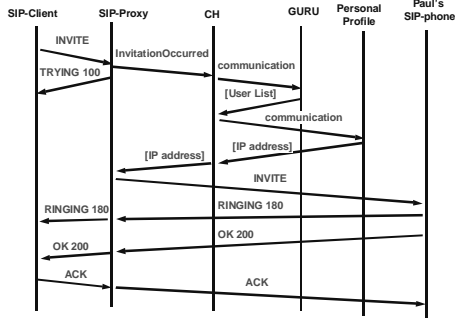 SIP-Client SIP-Proxy CH GURU Personal Profile Paul's SIP-phone
INVITE
InvitationOccurred
TRYING 100
communication
[User List]
communication
[IP address]
[IP address]
INVITE
RINGING 180
RINGING 180
OK 200
OK 200
ACK
ACK